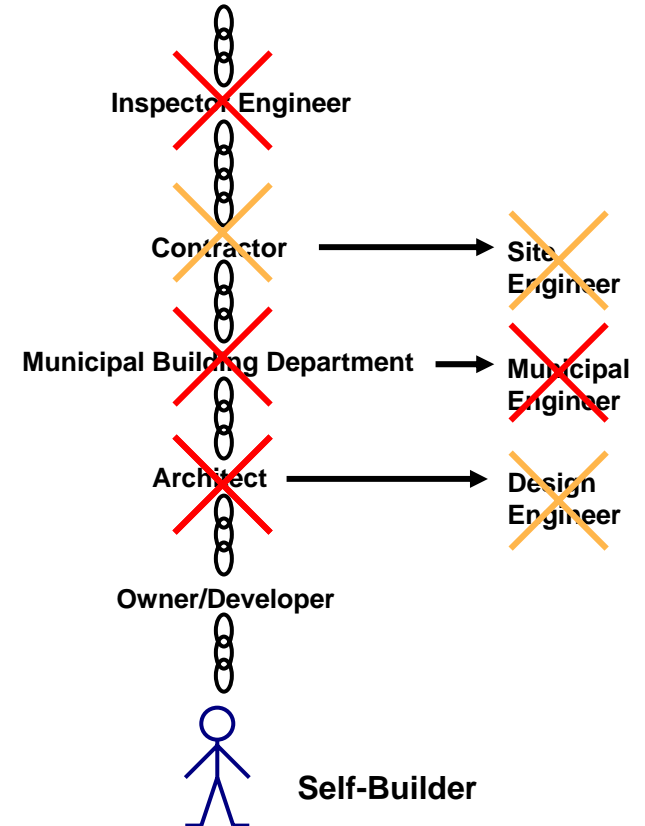 Inspector Engineer
Contractor
Site
Engineer
Municipal Building Department
Municipal
Engineer
Architect
Design
Engineer
Owner/Developer
Self-Builder